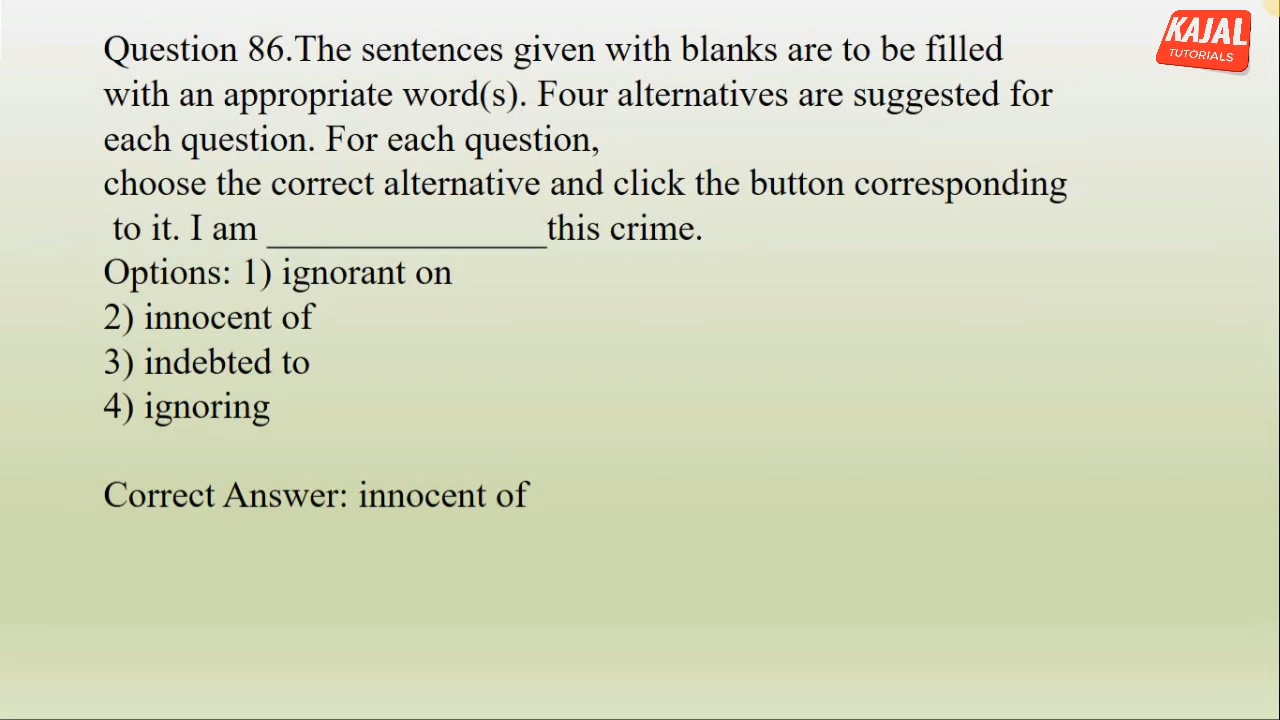 KAJAL
TUTORIALS
Question 86.The sentences given with blanks are to be filled
with an appropriate word(s). Four alternatives are suggested for
each question. For each question,
choose the correct alternative and click the button corresponding
to it. I am _______________this crime.
Options: 1) ignorant on
2) innocent of
3) indebted to
4) ignoring
Correct Answer: innocent of